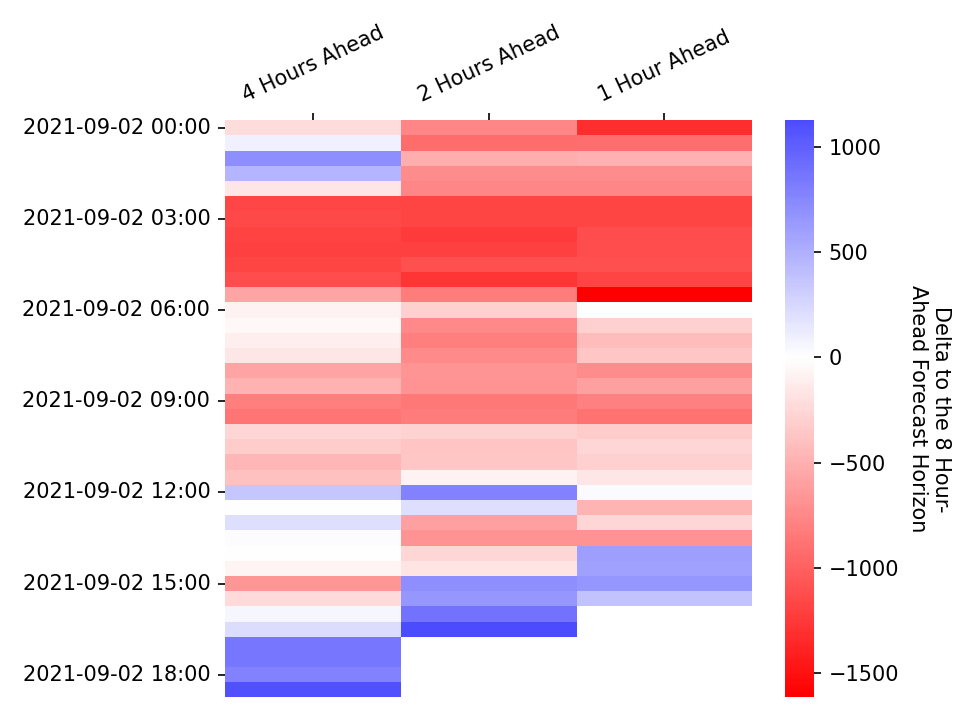 4 Hours Ahead
2 Hours Ahead
1 Hour Ahead
2021-09-02 00:00
2021-09-02 03:00
2021-09-02 06:00
2021-09-02 09:00
2021-09-02 12:00
2021-09-02 15:00
2021-09-02 18:00
1000
500
0
−500
−1000
−1500
Delta to the 8 Hour-
Ahead Forecast Horizon